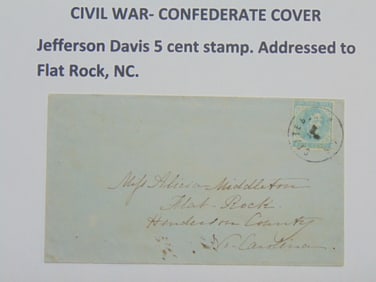 CIVIL WAR- CONFEDERATE COVER
Jefferson Davis 5 cent stamp. Addressed to
Flat Rock, NC.
Miss Alicia Middleton
Flat-Rock.
Henderson County
No. Carolina.